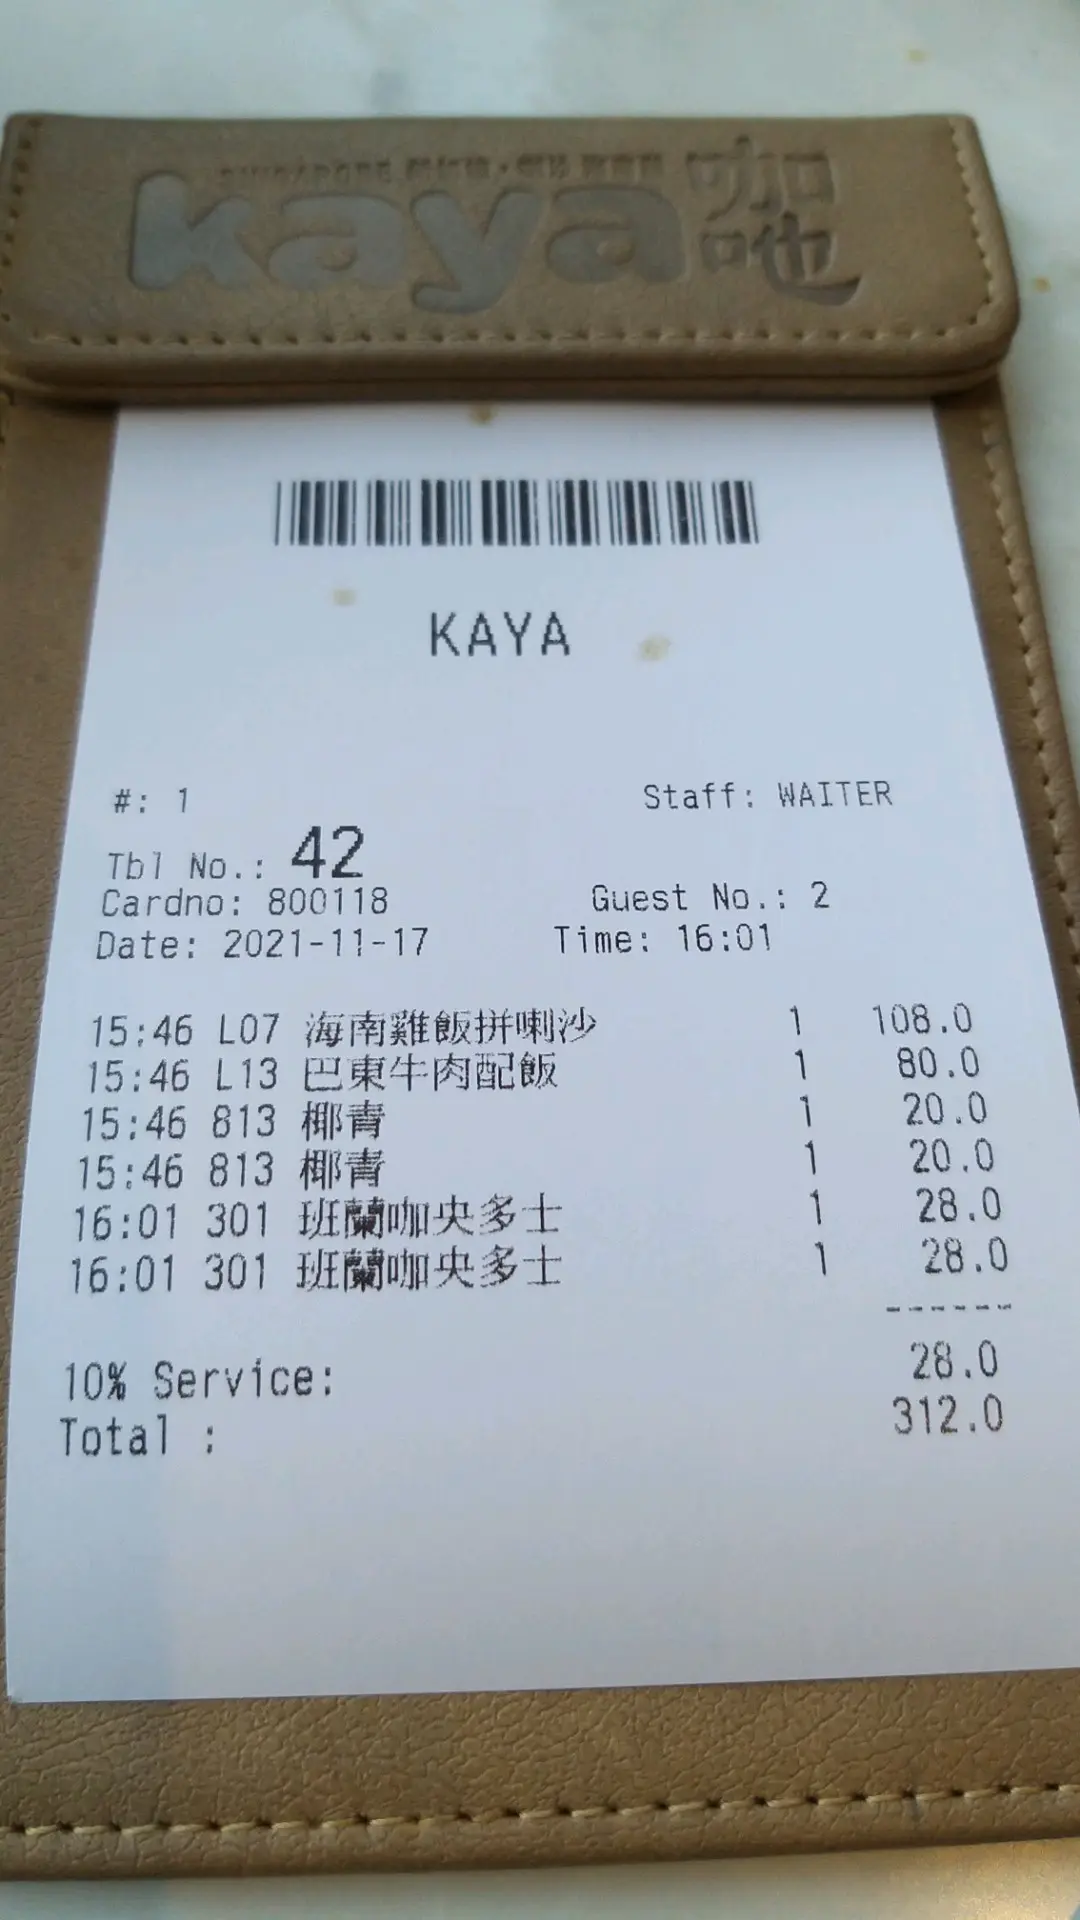 SINGAPORE
kaya 咖吔
KAYA
#: 1 Staff: WAITER
Tbl No.: 42
Cardno: 800118 Guest No.: 2
Date: 2021-11-17 Time: 16:01
15:46 L07 海南雞飯拼喇沙 1 108.0
15:46 L13 巴東牛肉配飯 1 80.0
15:46 813 椰青 1 20.0
15:46 813 椰青 1 20.0
16:01 301 班蘭咖央多士 1 28.0
16:01 301 班蘭咖央多士 1 28.0
------
10% Service: 28.0
Total : 312.0